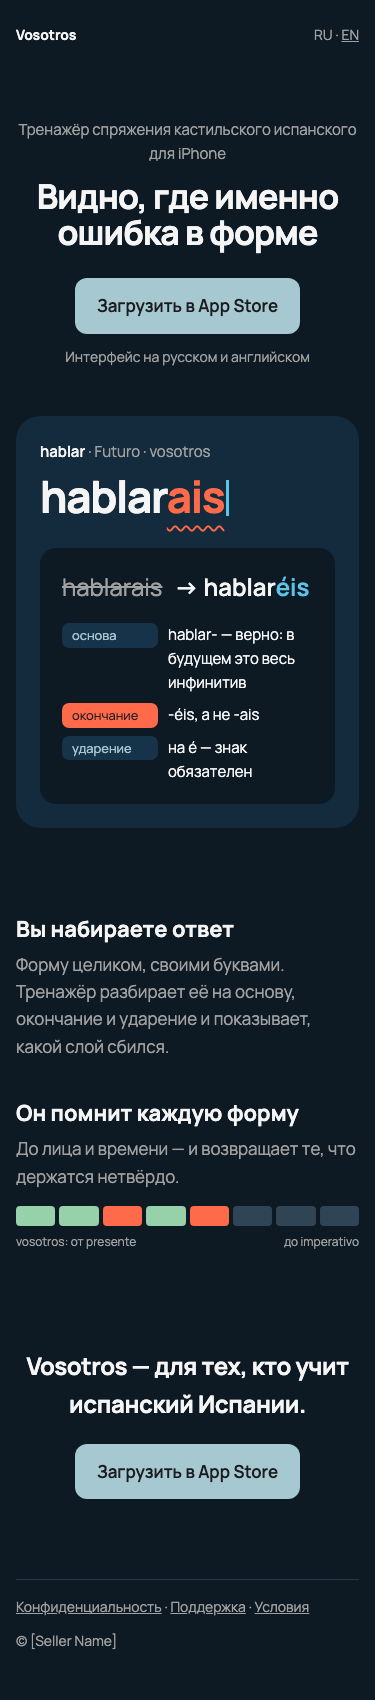 Vosotros
RU · EN
Тренажёр спряжения кастильского испанского
для iPhone
Видно, где именно
ошибка в форме
Загрузить в App Store
Интерфейс на русском и английском
hablar · Futuro · vosotros
hablarais
hablarais → hablaréis
основа
hablar- — верно: в
будущем это весь
инфинитив
окончание
-éis, а не -ais
ударение
на é — знак
обязателен
Вы набираете ответ
Форму целиком, своими буквами.
Тренажёр разбирает её на основу,
окончание и ударение и показывает,
какой слой сбился.
Он помнит каждую форму
До лица и времени — и возвращает те, что
держатся нетвёрдо.
vosotros: от presente
до imperativo
Vosotros — для тех, кто учит
испанский Испании.
Загрузить в App Store
Конфиденциальность · Поддержка · Условия
© [Seller Name]